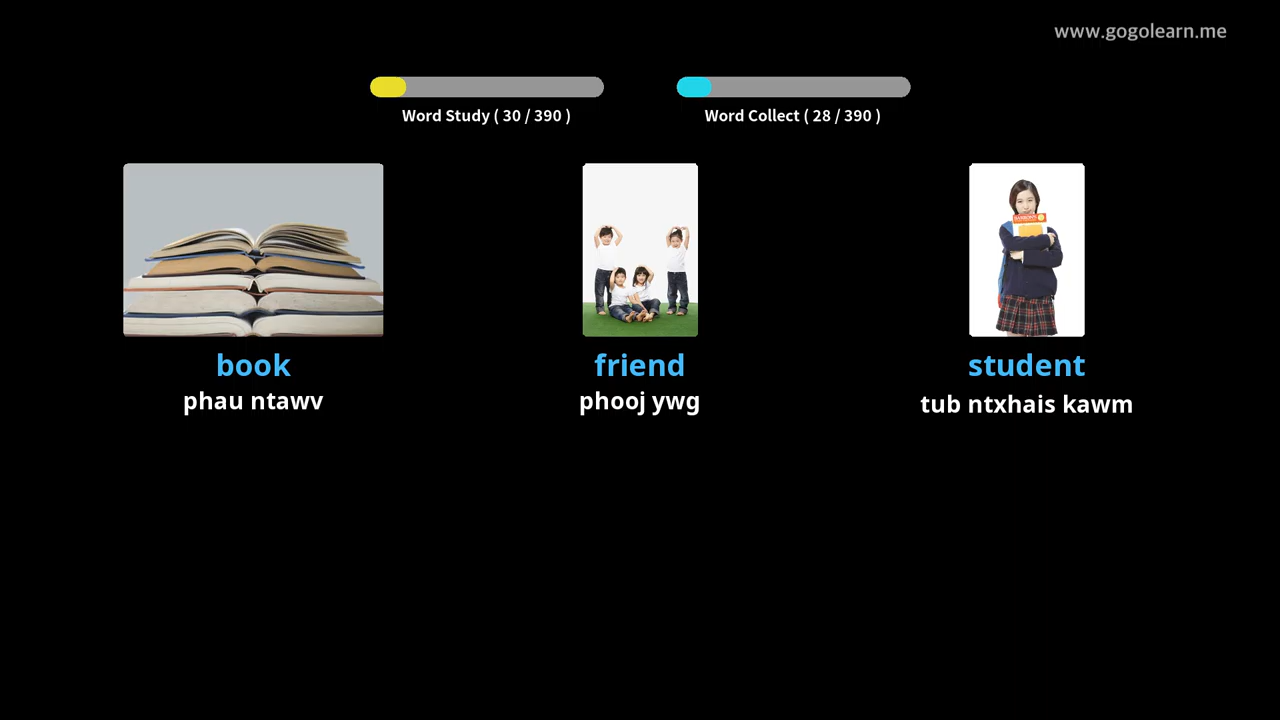 www.gogolearn.me
Word Study ( 30 / 390 )
Word Collect ( 28 / 390 )
book
phau ntawv
friend
phooj ywg
student
tub ntxhais kawm